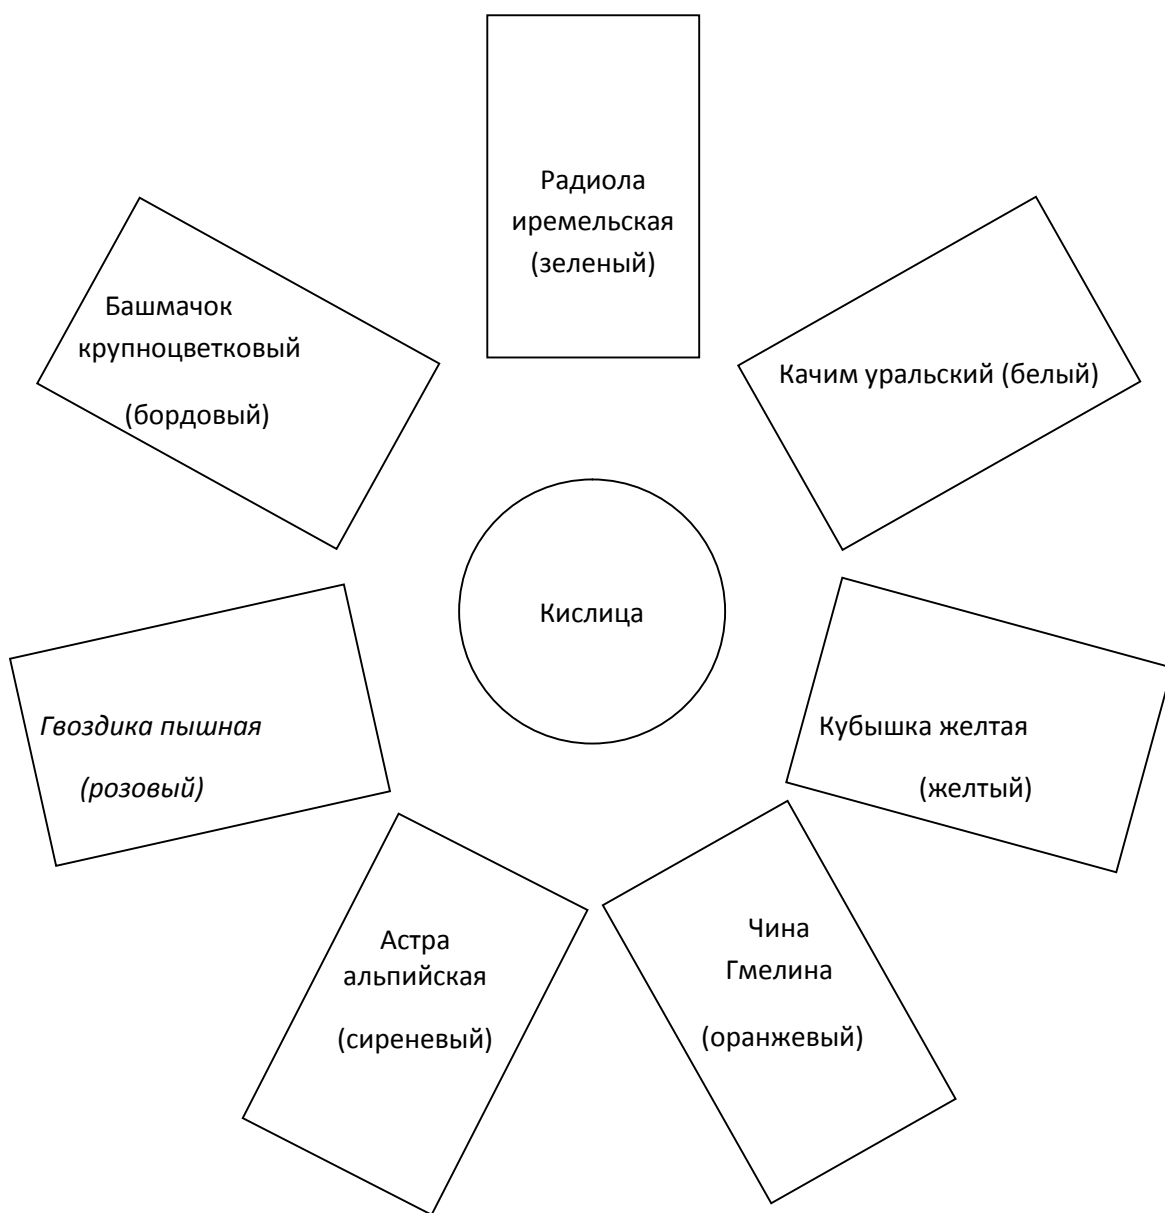 Радиола
иремельская
(зеленый)
Башмачок
крупноцветковый
(бордовый)
Качим уральский (белый)
Кислица
Гвоздика пышная
(розовый)
Кубышка желтая
(желтый)
Астра
альпийская
(сиреневый)
Чина
Гмелина
(оранжевый)